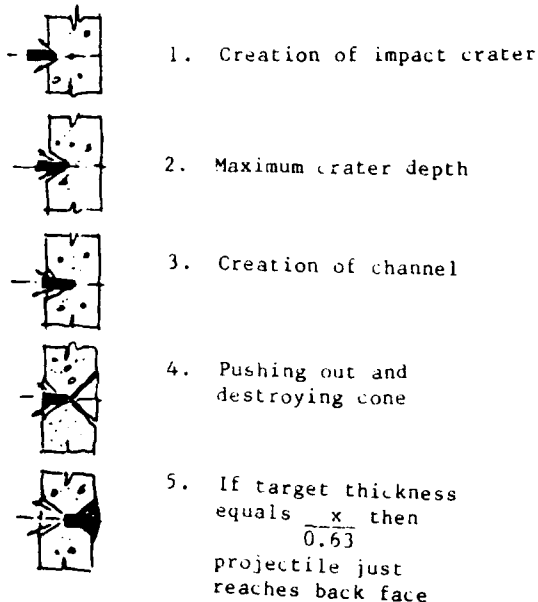 1. Creation of impact crater
2. Maximum crater depth
3. Creation of channel
4. Pushing out and
destroying cone
5. If target thickness
equals x/0.63 then
projectile just
reaches back face